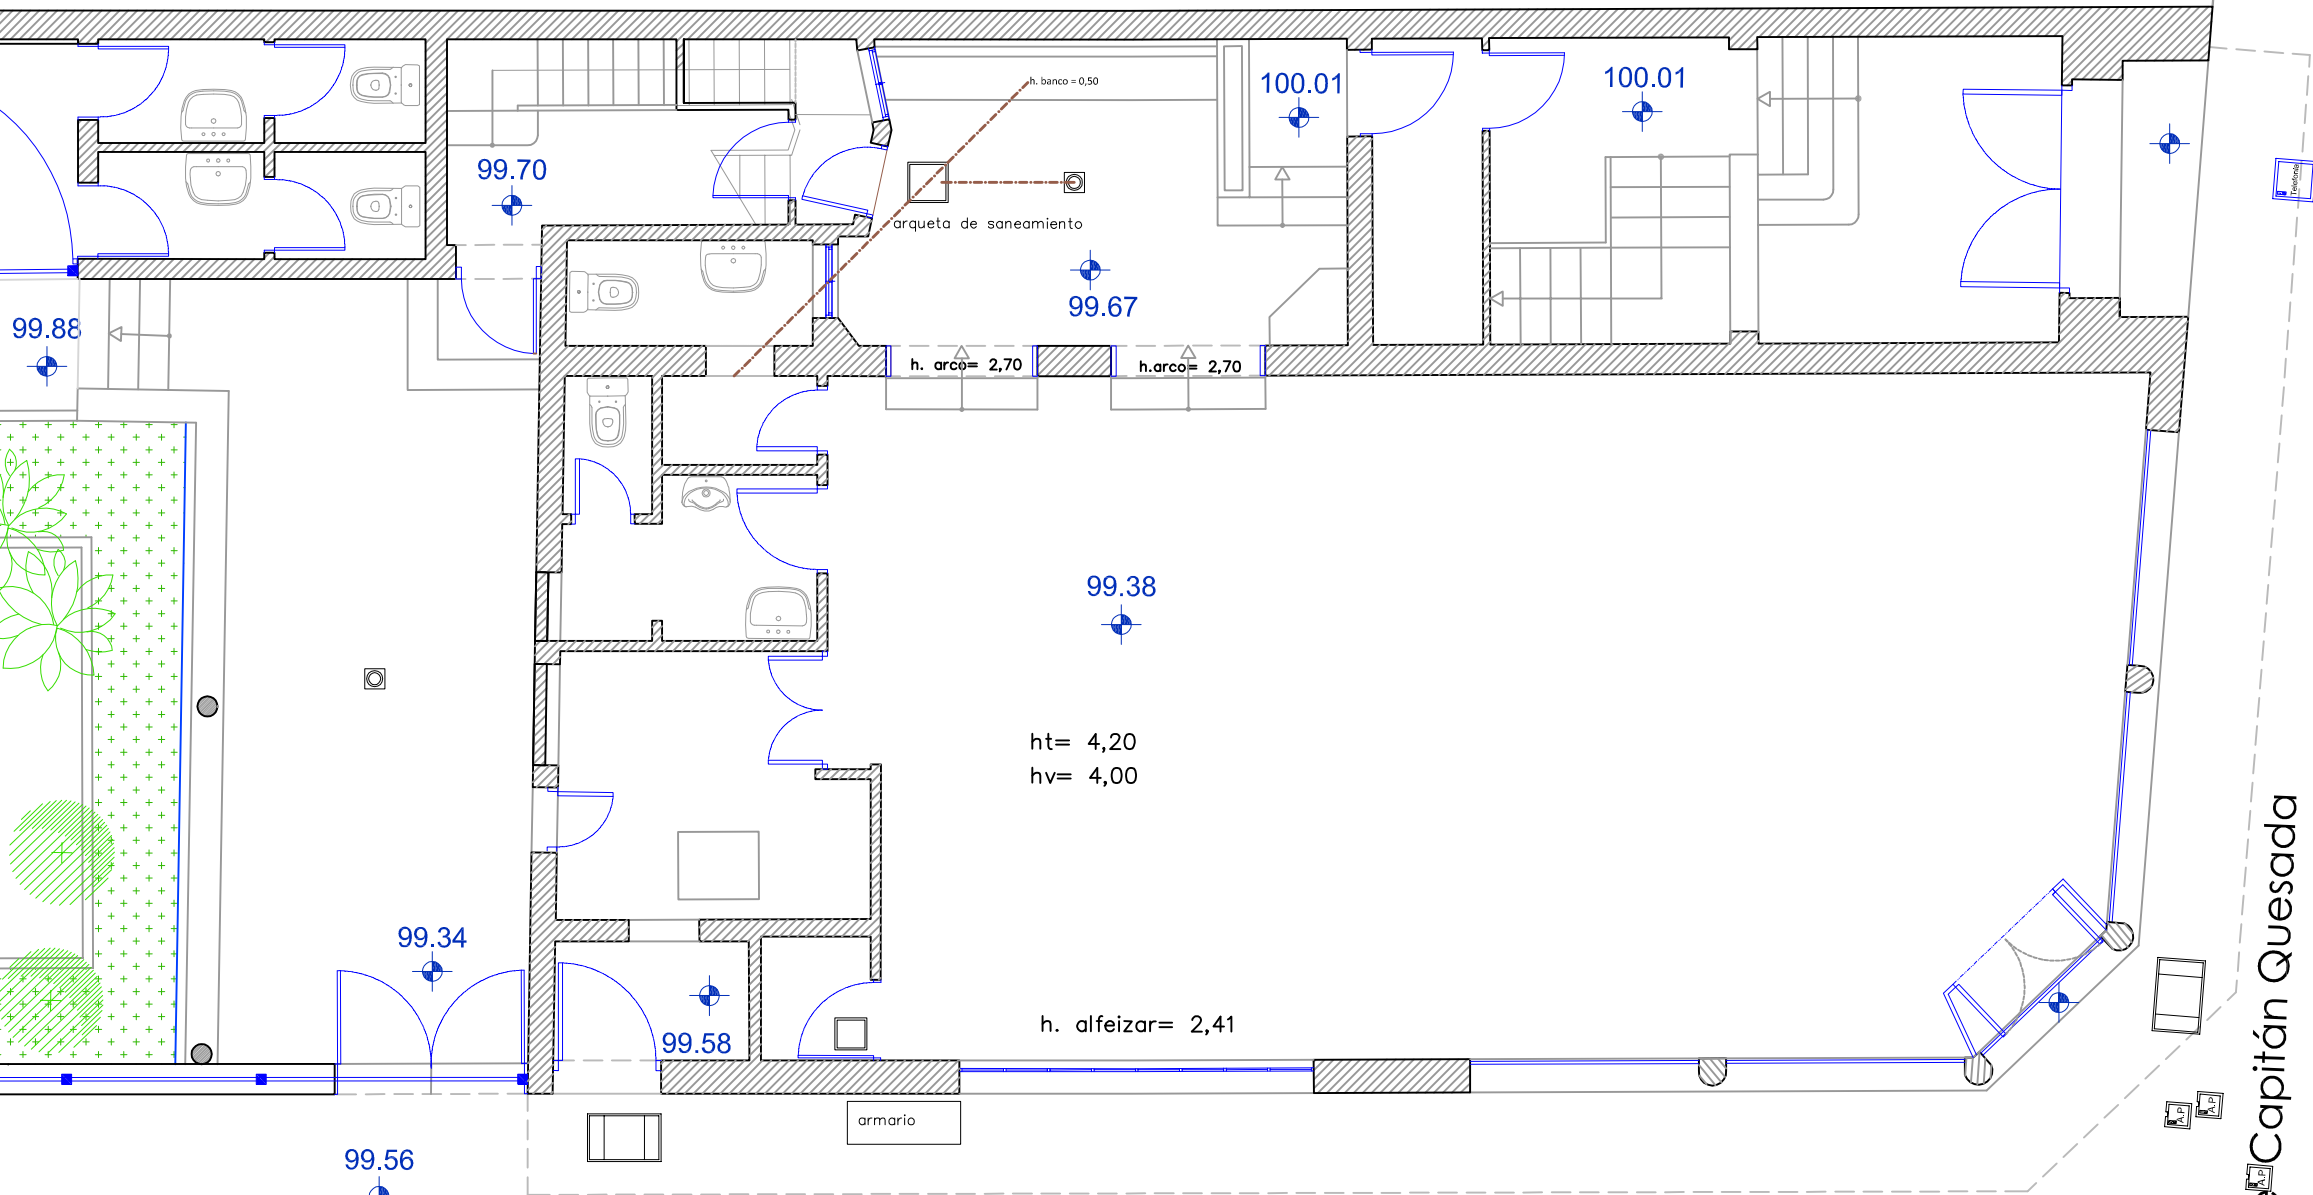 h. banco = 0,50
100.01
100.01
99.70
Telefonía
arqueta de saneamiento
99.67
99.88
h. arco= 2,70
h.arco= 2,70
99.38
ht= 4,20
hv= 4,00
Capitán Quesada
99.34
h. alfeizar= 2,41
99.58
armario
A.P
A.P
A.P
99.56